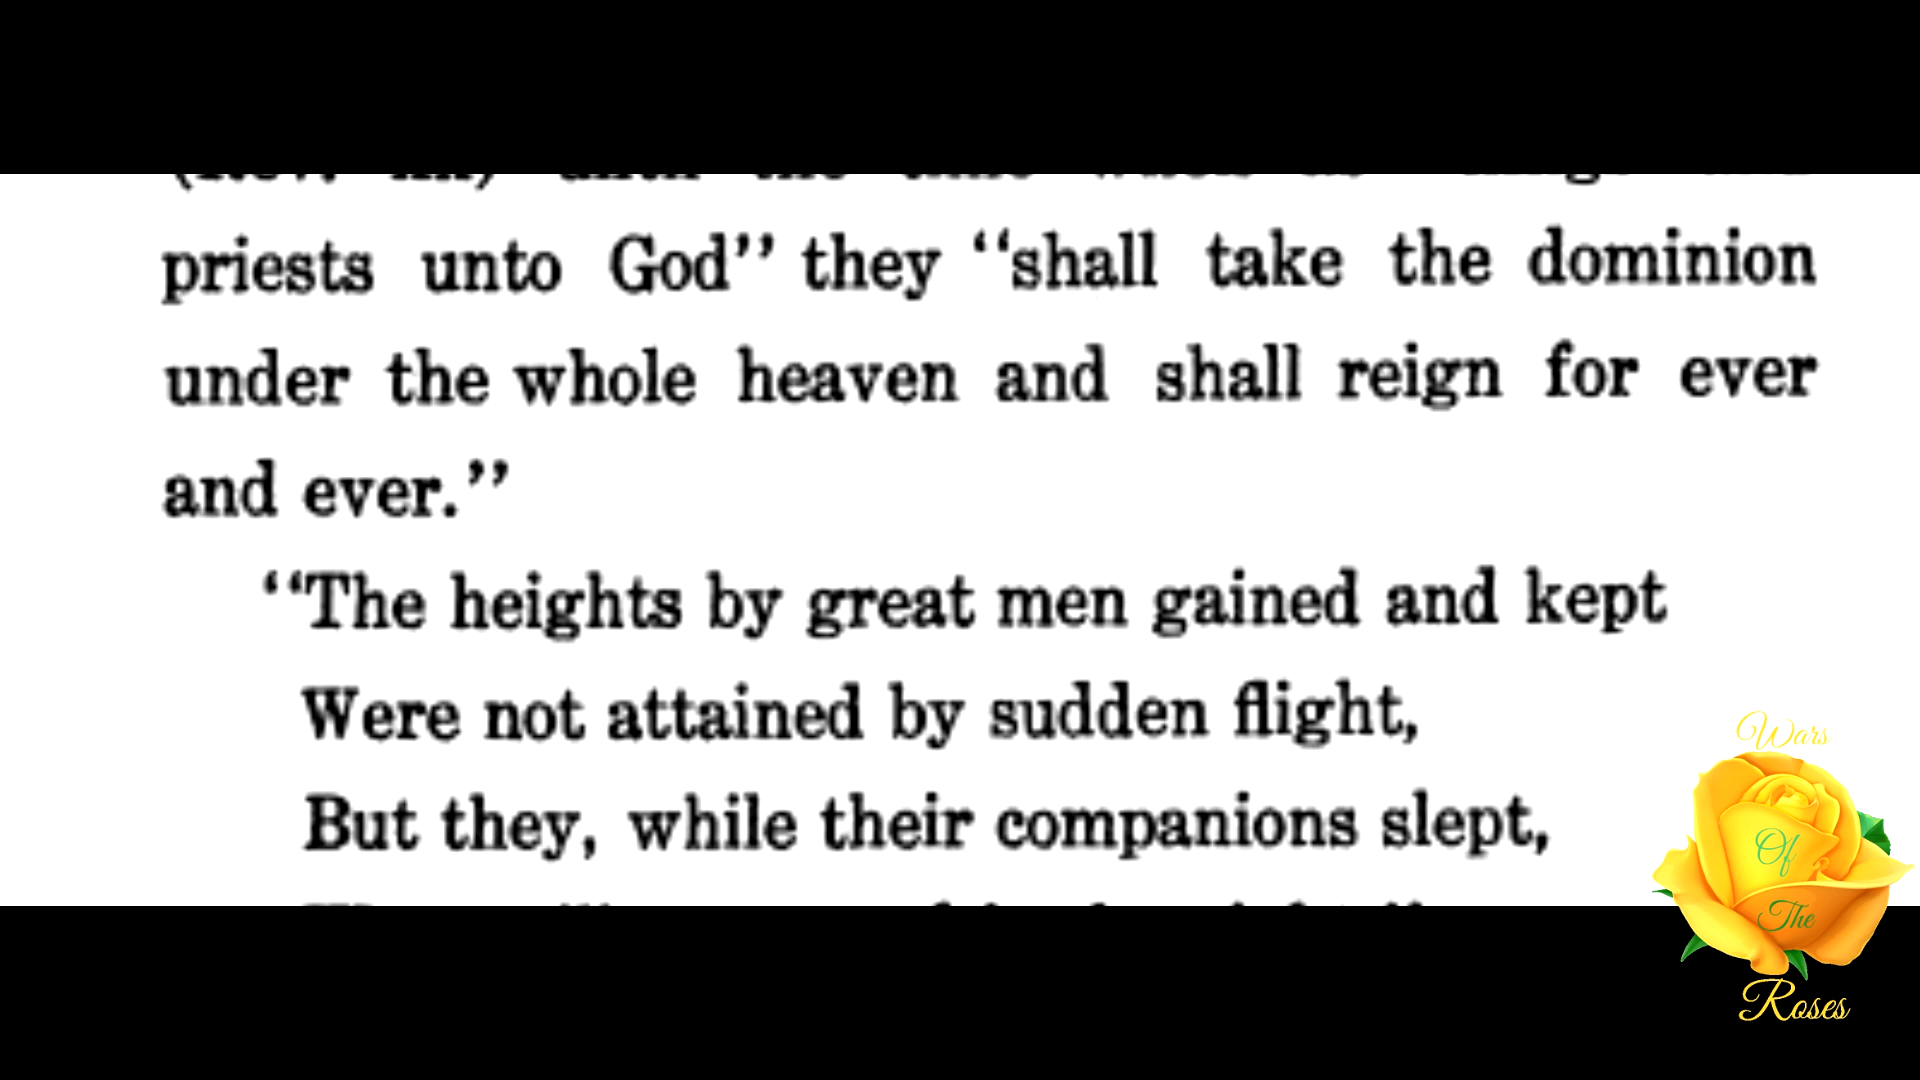 priests unto God’’ they ‘‘shall take the dominion
under the whole heaven and shall reign for ever
and ever.’’
‘‘The heights by great men gained and kept
Were not attained by sudden flight,
But they, while their companions slept,
Wars
Of
The
Roses